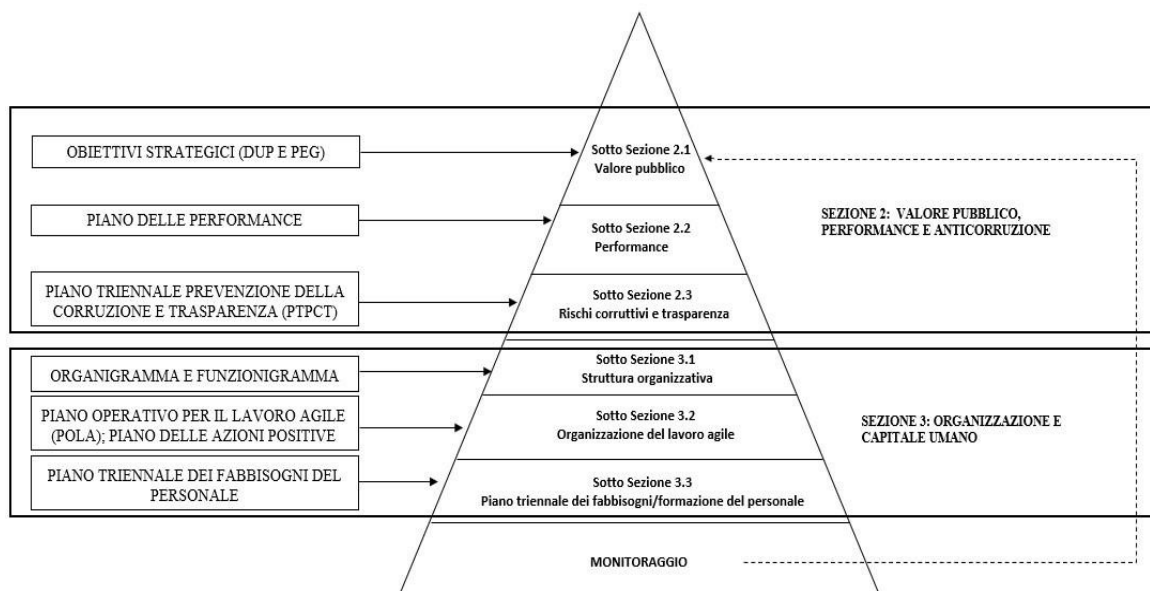 OBIETTIVI STRATEGICI (DUP E PEG)
Sotto Sezione 2.1
Valore pubblico
PIANO DELLE PERFORMANCE
Sotto Sezione 2.2
Performance
SEZIONE 2: VALORE PUBBLICO,
PERFORMANCE E ANTICORRUZIONE
PIANO TRIENNALE PREVENZIONE DELLA
CORRUZIONE E TRASPARENZA (PTPCT)
Sotto Sezione 2.3
Rischi corruttivi e trasparenza
ORGANIGRAMMA E FUNZIONIGRAMMA
Sotto Sezione 3.1
Struttura organizzativa
PIANO OPERATIVO PER IL LAVORO AGILE
(POLA); PIANO DELLE AZIONI POSITIVE
Sotto Sezione 3.2
Organizzazione del lavoro agile
SEZIONE 3: ORGANIZZAZIONE E
CAPITALE UMANO
PIANO TRIENNALE DEI FABBISOGNI DEL
PERSONALE
Sotto Sezione 3.3
Piano triennale dei fabbisogni/formazione del personale
MONITORAGGIO